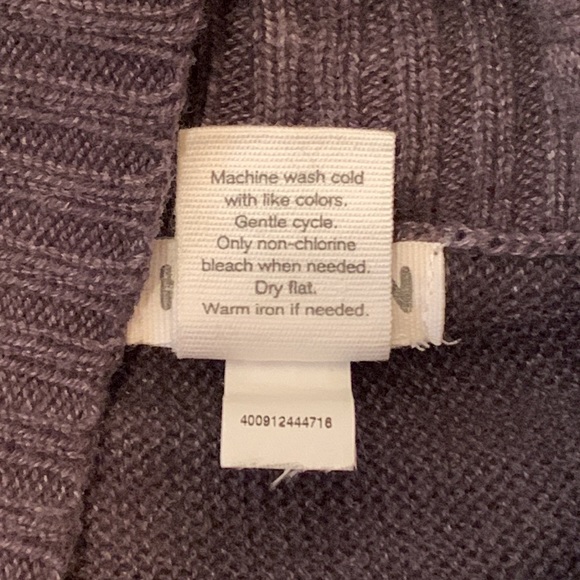 Machine wash cold
with like colors.
Gentle cycle.
Only non-chlorine
bleach when needed.
Dry flat.
Warm iron if needed.
400912444716